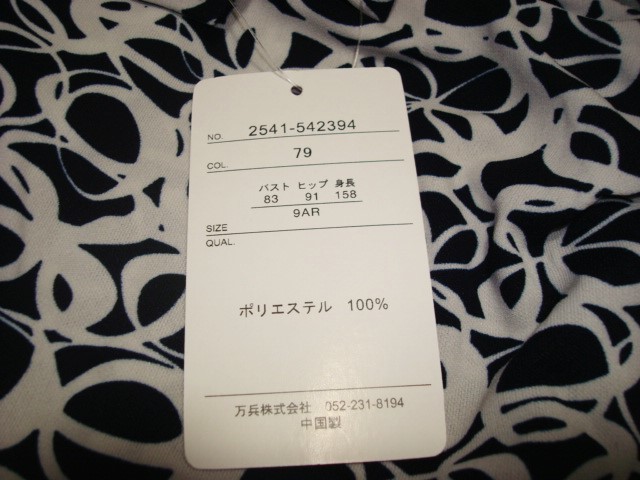 NO. 2541-542394
COL. 79
バスト ヒップ 身長
83 91 158
9AR
SIZE
QUAL.
ポリエステル 100%
万兵株式会社 052-231-8194
中国製